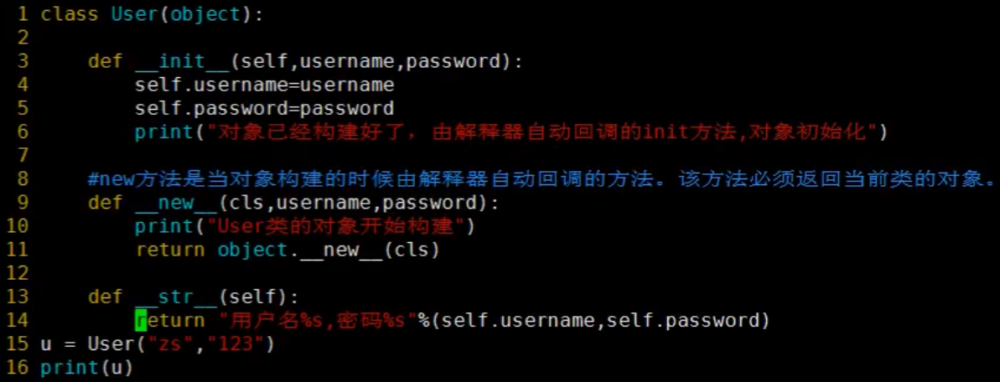 1 class User(object):
2
3     def __init__(self,username,password):
4         self.username=username
5         self.password=password
6         print("对象已经构建好了，由解释器自动回调的init方法,对象初始化")
7
8     #new方法是当对象构建的时候由解释器自动回调的方法。该方法必须返回当前类的对象。
9     def __new__(cls,username,password):
10         print("User类的对象开始构建")
11         return object.__new__(cls)
12
13     def __str__(self):
14         return "用户名%s,密码%s"%(self.username,self.password)
15 u = User("zs","123")
16 print(u)